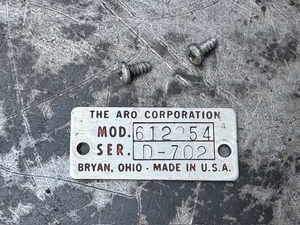 THE ARO CORPORATION
MOD. 612254
SER. D-702
BRYAN, OHIO - MADE IN U.S.A.